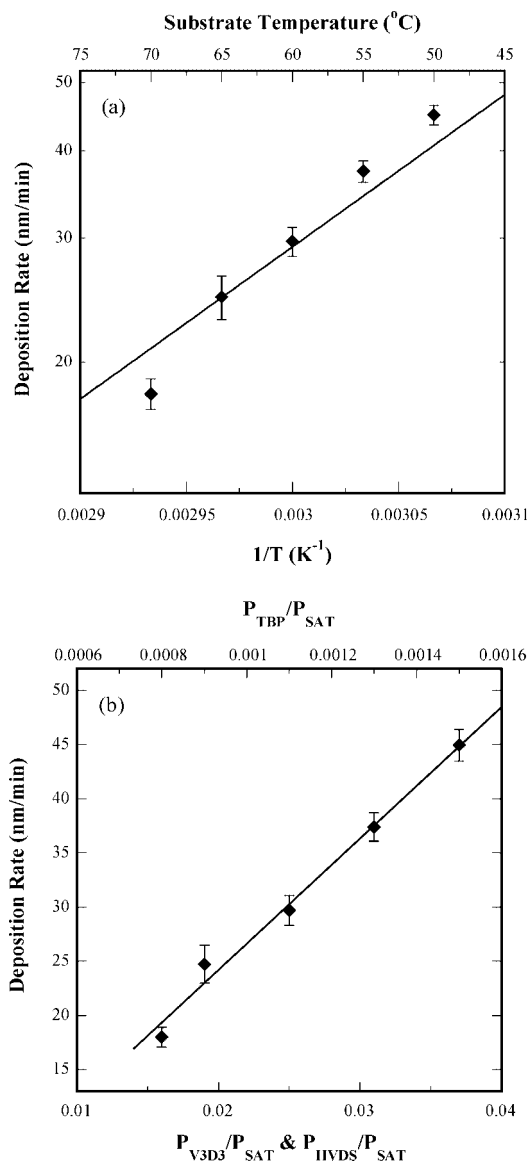 Substrate Temperature (°C)
75 70 65 60 55 50 45
(a)
50
40
30
20
Deposition Rate (nm/min)
0.0029 0.00295 0.003 0.00305 0.0031
1/T (K⁻¹)
P_TBP/P_SAT
0.0006 0.0008 0.001 0.0012 0.0014 0.0016
(b)
50
45
40
35
30
25
20
15
Deposition Rate (nm/min)
0.01 0.02 0.03 0.04
P_V3D3/P_SAT & P_HVDS/P_SAT